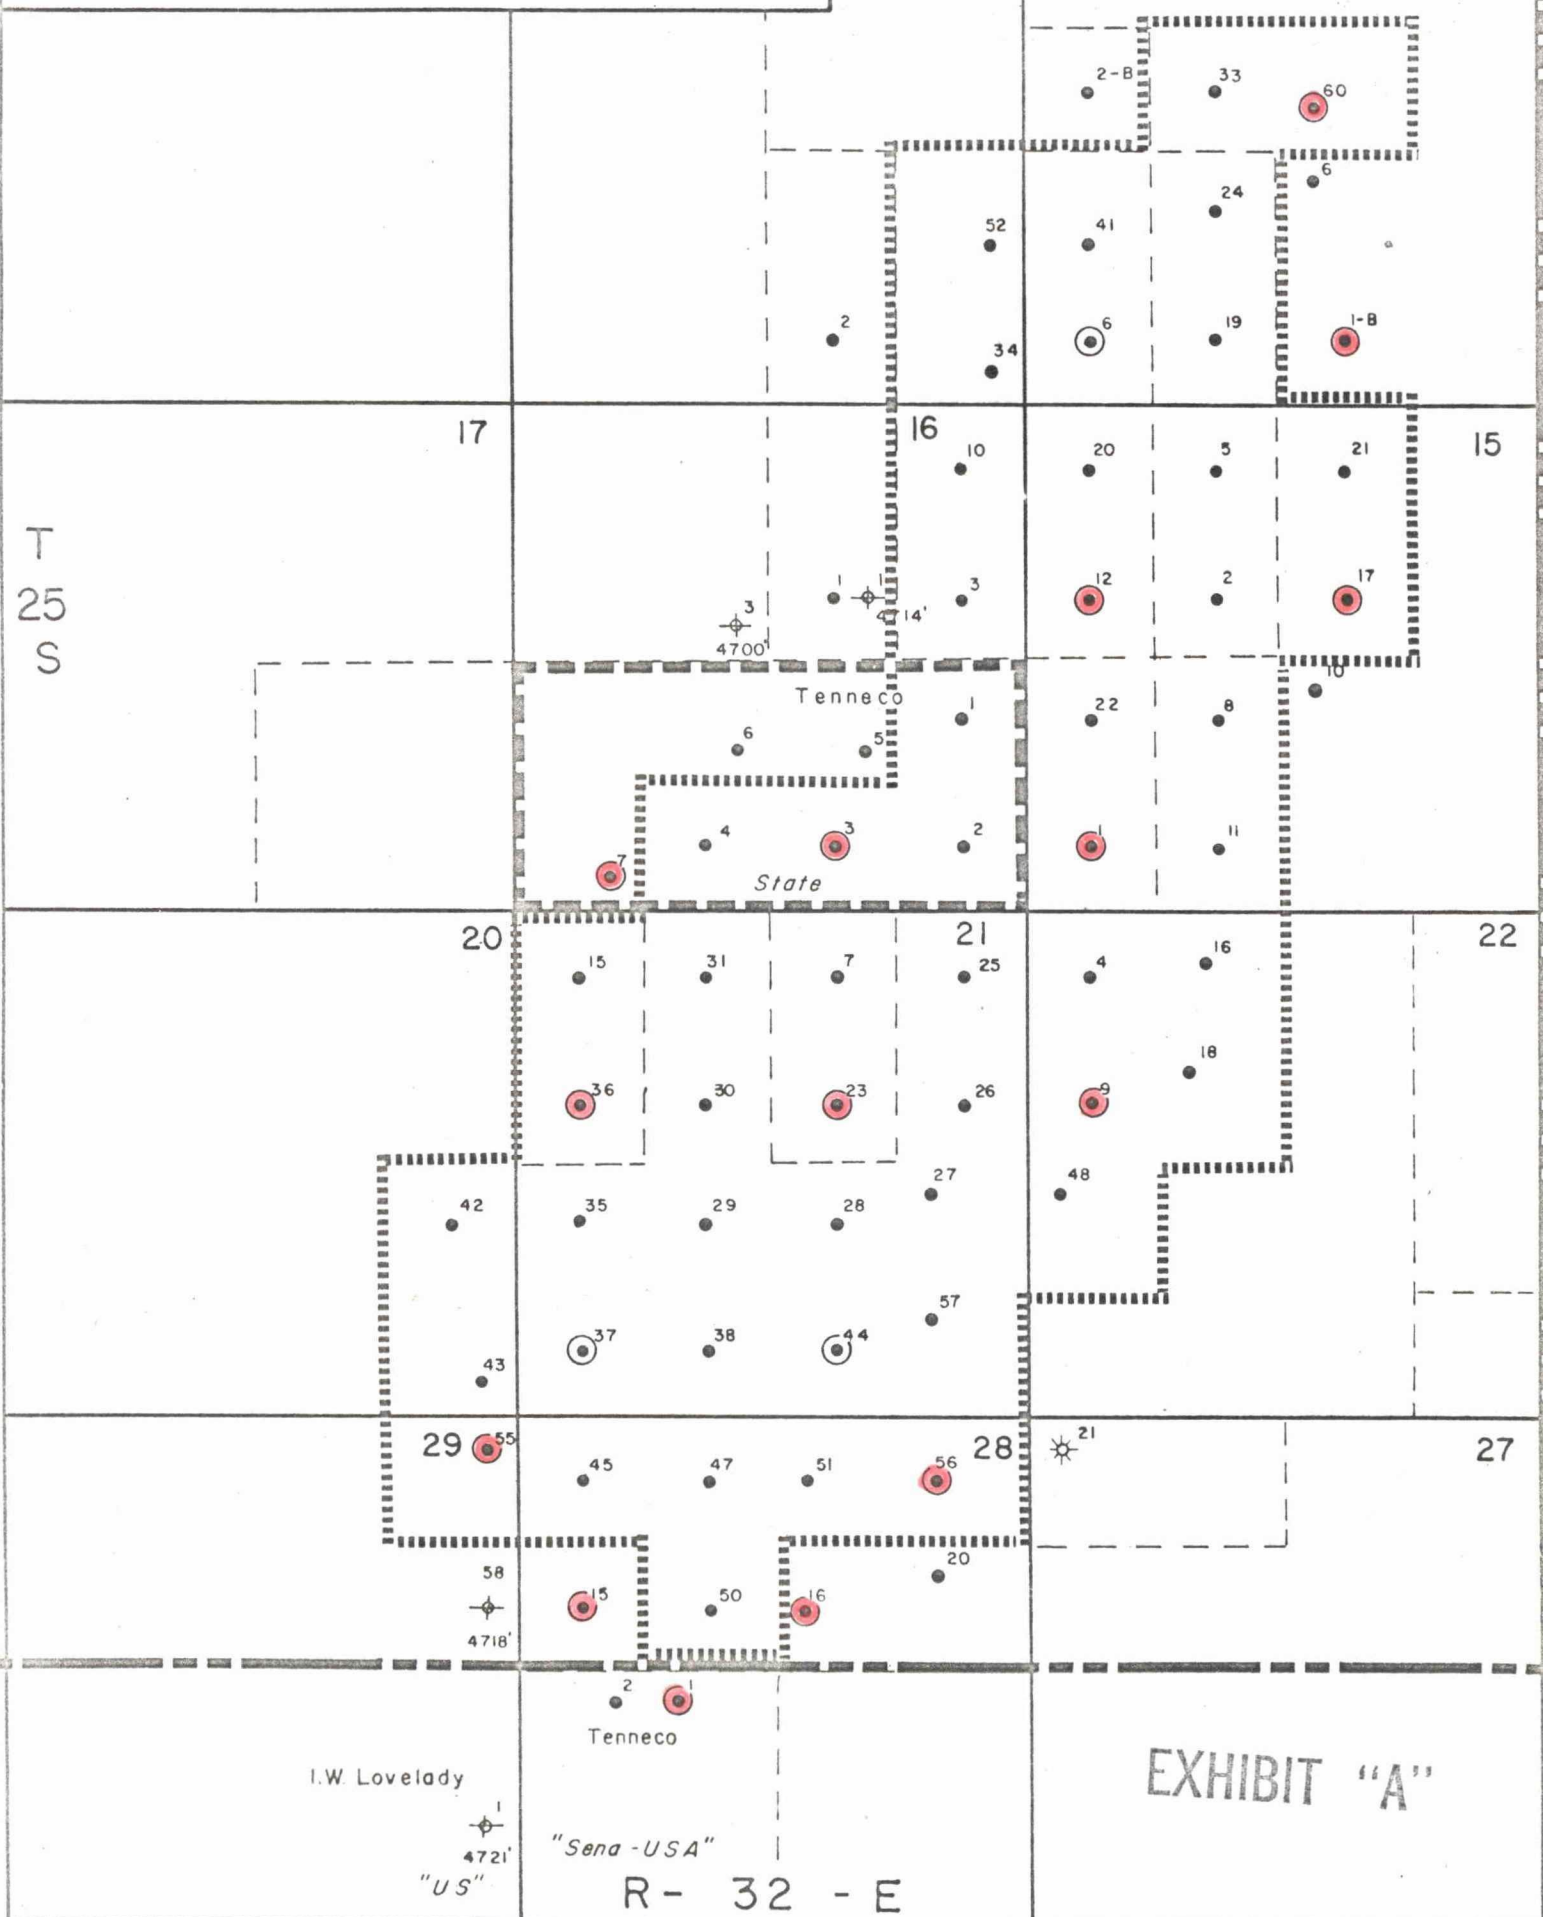 2-B 33 60
6
24
52 41
2 6 19 1-B
34
17 16 15
10 20 5 21
T
25
S
1 1 3 12 2 17
3 4714'
4700'
Tenneco
10
1 22 8
6 5
4 3 2 1 11
7
State
20 21 22
15 31 7 25 4 16
18
36 30 23 26 9
27 48
42 35 29 28
57
37 38 44
43
29 55 28 21 27
45 47 51 56
20
58
15 50 16
4718'
2 1
Tenneco
I.W. Lovelady
EXHIBIT "A"
1
4721'
"Sena - USA"
"US"
R - 32 - E